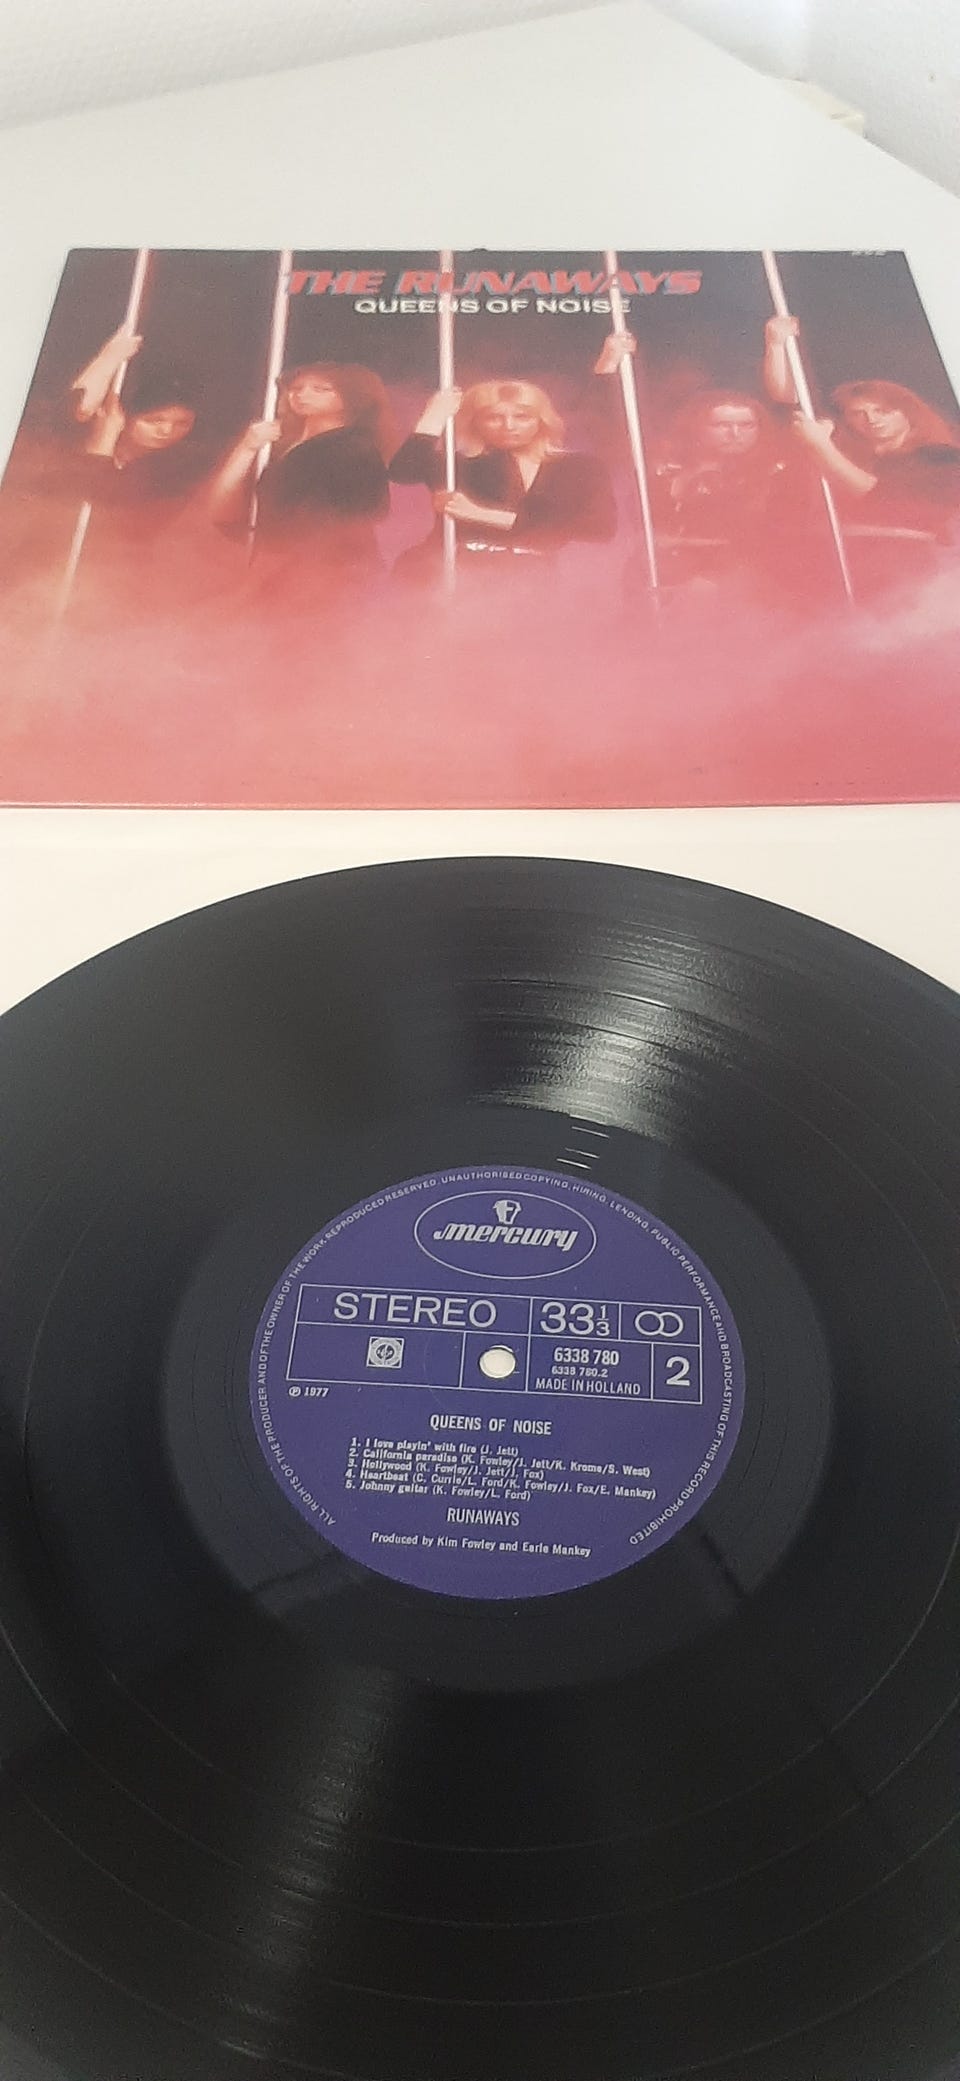 THE RUNAWAYS
QUEENS OF NOISE
ALL RIGHTS OF THE PRODUCER AND OF THE OWNER OF THE WORK REPRODUCED RESERVED. UNAUTHORISED COPYING, HIRING, LENDING, PUBLIC PERFORMANCE AND BROADCASTING OF THIS RECORD PROHIBITED
mercury
STEREO 33 1/3
6338 780
6338 780.2
MADE IN HOLLAND
2
℗ 1977
QUEENS OF NOISE
1. I love playin' with fire (J. Jett)
2. California paradise (K. Fowley/J. Jett/K. Krome/S. West)
3. Hollywood (K. Fowley/J. Jett/J. Fox)
4. Heartbeat (C. Currie/L. Ford/K. Fowley/J. Fox/E. Mankey)
5. Johnny guitar (K. Fowley/L. Ford)
RUNAWAYS
Produced by Kim Fowley and Earle Mankey